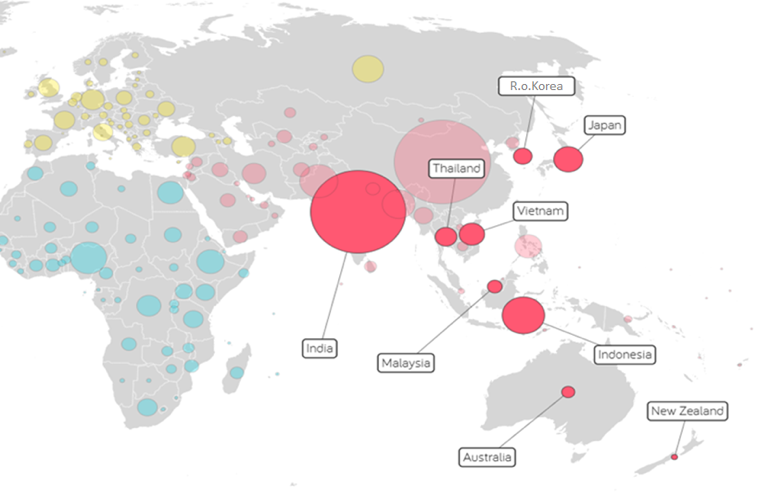 R.o.Korea
Japan
Thailand
Vietnam
India
Malaysia
Indonesia
New Zealand
Australia